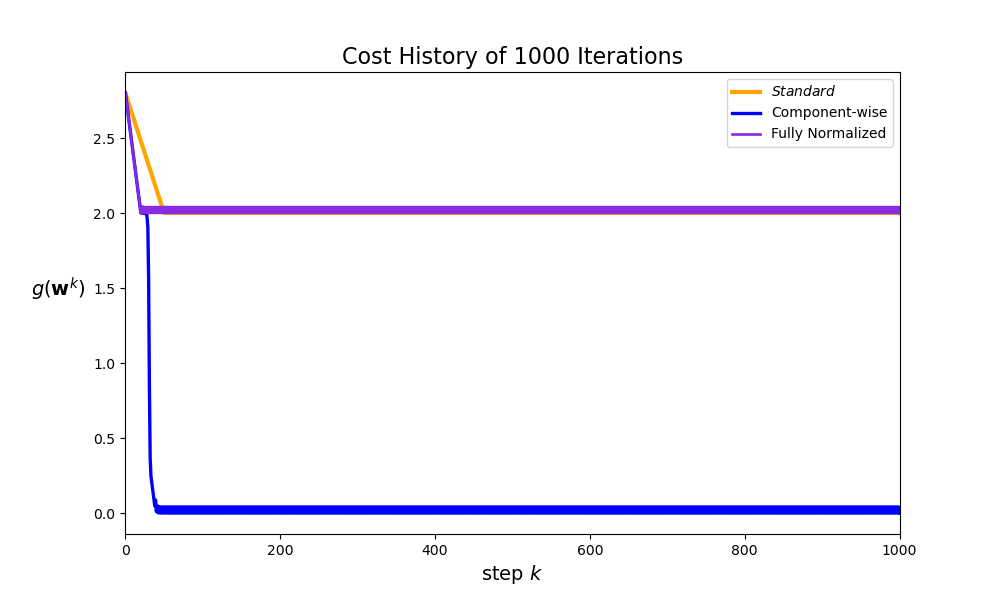 Cost History of 1000 Iterations
Standard
Component-wise
Fully Normalized
2.5
2.0
1.5
1.0
0.5
0.0
g(w^k)
0 200 400 600 800 1000
step k